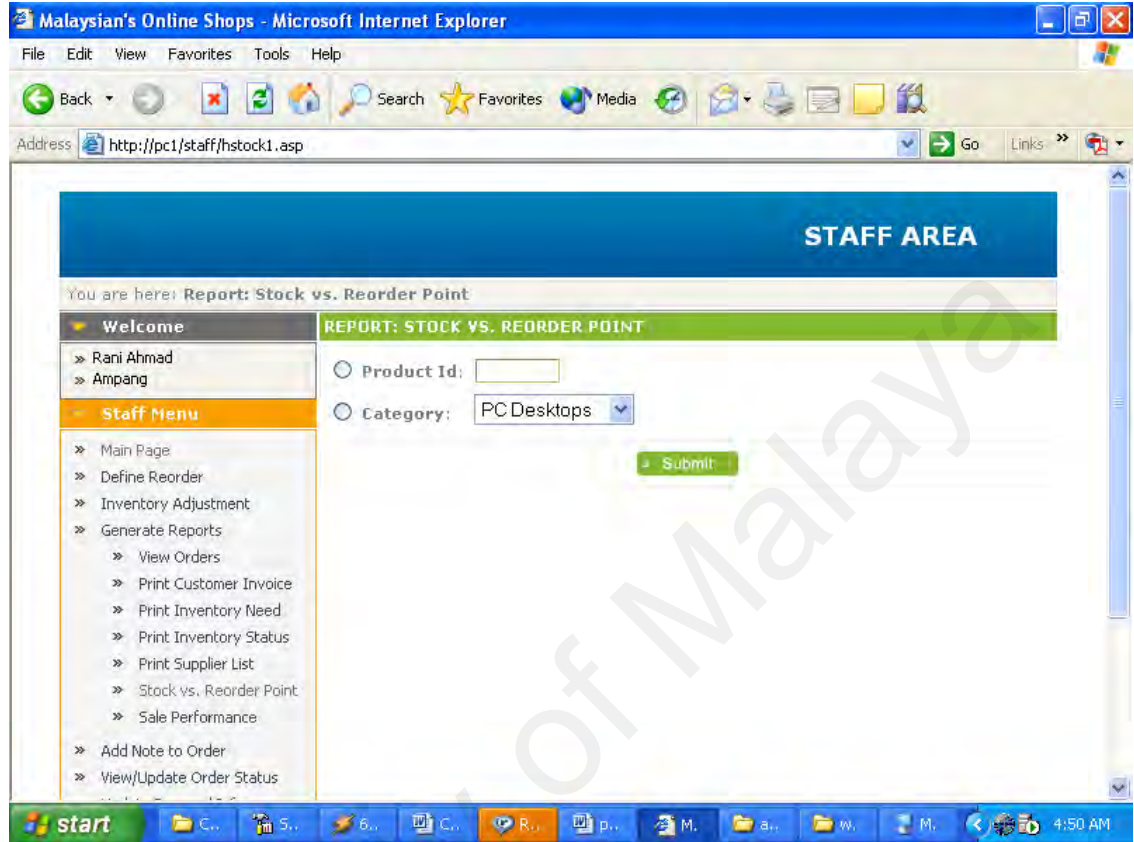 Malaysian's Online Shops - Microsoft Internet Explorer
File Edit View Favorites Tools Help
Back Search Favorites Media
Address http://pc1/staff/hstock1.asp Go Links »
STAFF AREA
You are here: Report: Stock vs. Reorder Point
Welcome
» Rani Ahmad
» Ampang
Staff Menu
» Main Page
» Define Reorder
» Inventory Adjustment
» Generate Reports
» View Orders
» Print Customer Invoice
» Print Inventory Need
» Print Inventory Status
» Print Supplier List
» Stock vs. Reorder Point
» Sale Performance
» Add Note to Order
» View/Update Order Status
REPORT: STOCK VS. REORDER POINT
Product Id:
Category: PC Desktops
Submit
start C.. S.. 6.. C.. R.. p.. M. a.. w. M. 4:50 AM
of Malaya